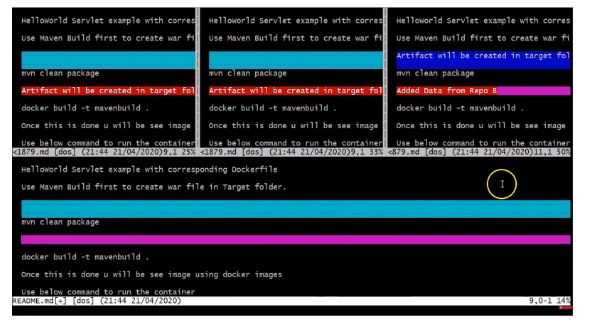 HelloWorld Servlet example with corres
Use Maven Build first to create war fi
mvn clean package
Artifact will be created in target fol
docker build -t mavenbuild .
Once this is done u will be see image
Use below command to run the container
<1879.md [dos] (21:44 21/04/2020)9,1 25%
HelloWorld Servlet example with corres
Use Maven Build first to create war fi
mvn clean package
Artifact will be created in target fol
docker build -t mavenbuild .
Once this is done u will be see image
Use below command to run the container
<1879.md [dos] (21:44 21/04/2020)9,1 33%
HelloWorld Servlet example with corres
Use Maven Build first to create war fi
Artifact will be created in target fol
mvn clean package
Added Data from Repo B
docker build -t mavenbuild .
Once this is done u will be see image
Use below command to run the container
<879.md [dos] (21:44 21/04/2020)11,1 50%
HelloWorld Servlet example with corresponding Dockerfile
Use Maven Build first to create war file in Target folder.
mvn clean package
docker build -t mavenbuild .
Once this is done u will be see image using docker images
Use below command to run the container
README.md[+] [dos] (21:44 21/04/2020) 9,0-1 14%